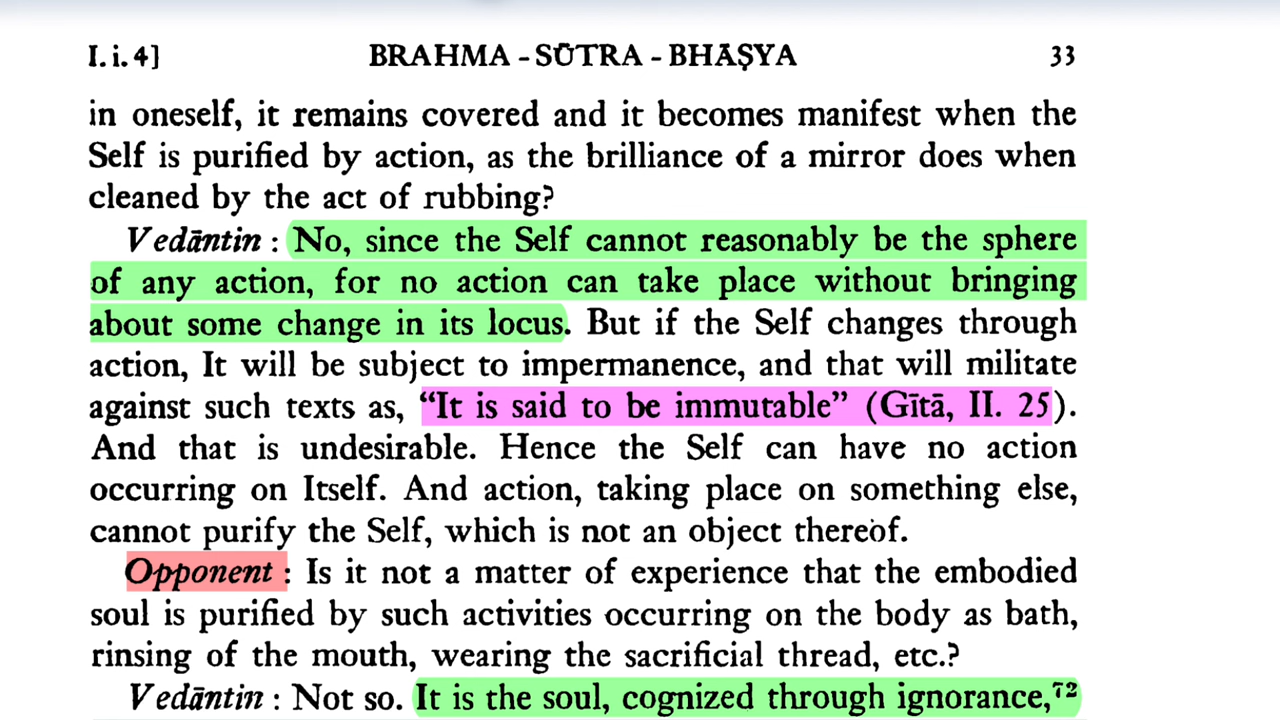 I. i. 4]    BRAHMA - SŪTRA - BHĀṢYA    33
in oneself, it remains covered and it becomes manifest when the
Self is purified by action, as the brilliance of a mirror does when
cleaned by the act of rubbing?
Vedāntin : No, since the Self cannot reasonably be the sphere
of any action, for no action can take place without bringing
about some change in its locus. But if the Self changes through
action, It will be subject to impermanence, and that will militate
against such texts as, “It is said to be immutable” (Gītā, II. 25).
And that is undesirable. Hence the Self can have no action
occurring on Itself. And action, taking place on something else,
cannot purify the Self, which is not an object thereof.
Opponent : Is it not a matter of experience that the embodied
soul is purified by such activities occurring on the body as bath,
rinsing of the mouth, wearing the sacrificial thread, etc.?
Vedāntin : Not so. It is the soul, cognized through ignorance,⁷²